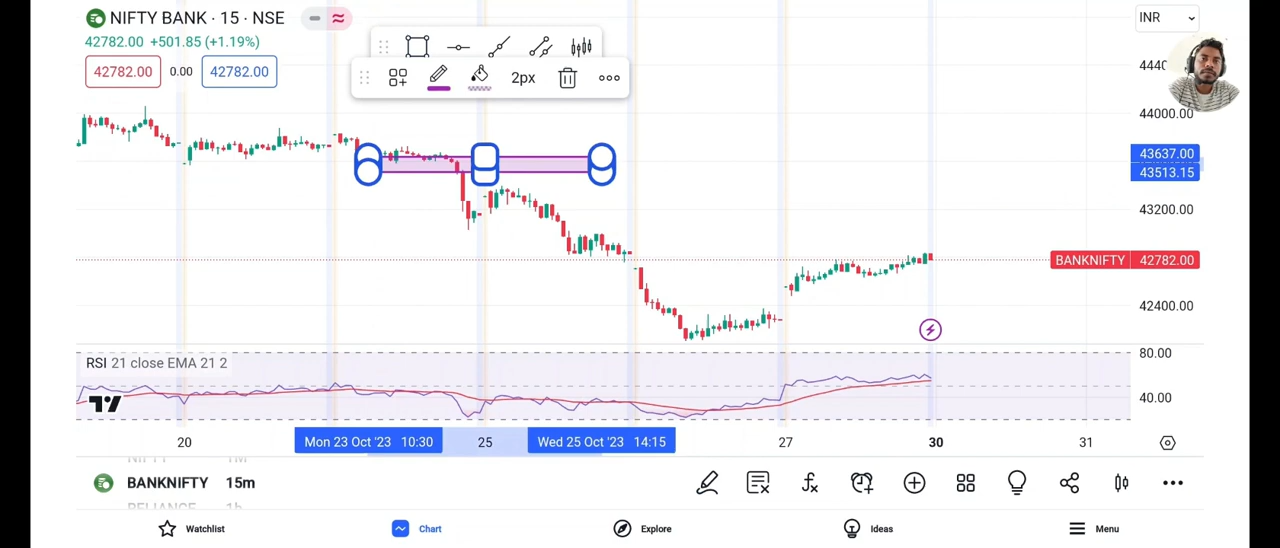 NIFTY BANK · 15 · NSE
42782.00 +501.85 (+1.19%)
42782.00 0.00 42782.00
2px
INR
44000.00
43637.00
43513.15
43200.00
BANKNIFTY 42782.00
42400.00
RSI 21 close EMA 21 2
80.00
40.00
20 Mon 23 Oct '23 10:30 25 Wed 25 Oct '23 14:15 27 30 31
BANKNIFTY 15m
RELIANCE 1h
Watchlist Chart Explore Ideas Menu